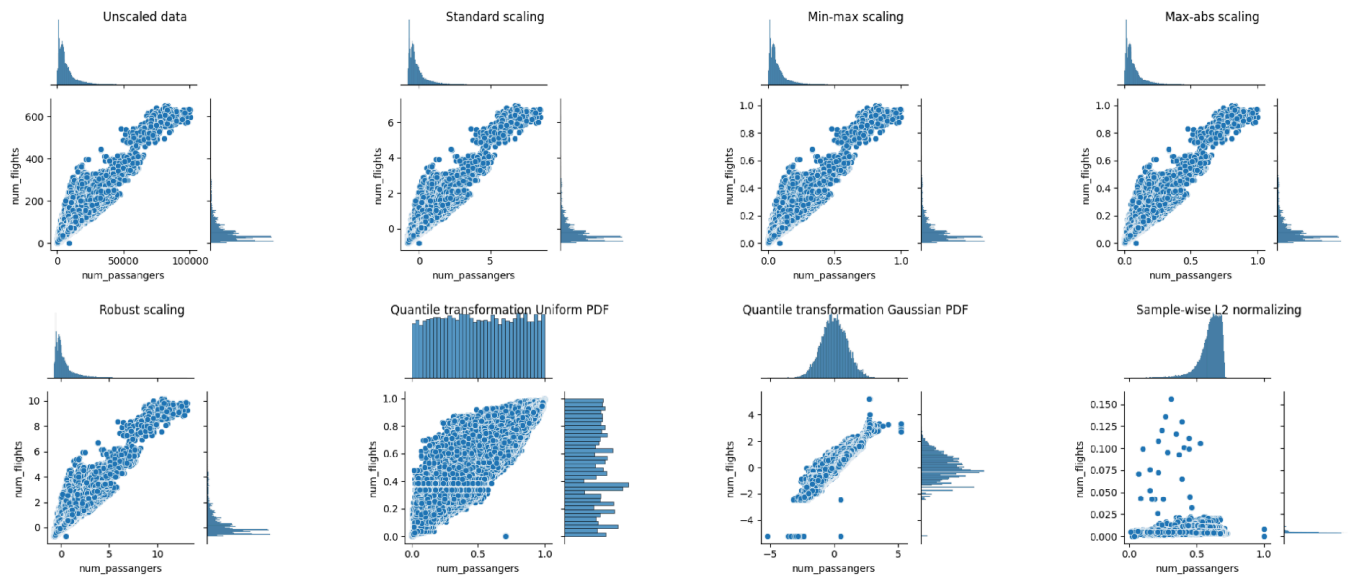 Unscaled data
600
400
200
0
num_flights
0 50000 100000
num_passangers
Standard scaling
6
4
2
0
num_flights
0 5
num_passangers
Min-max scaling
1.0
0.8
0.6
0.4
0.2
0.0
num_flights
0.0 0.5 1.0
num_passangers
Max-abs scaling
1.0
0.8
0.6
0.4
0.2
0.0
num_flights
0.0 0.5 1.0
num_passangers
Robust scaling
10
8
6
4
2
0
num_flights
0 5 10
num_passangers
Quantile transformation Uniform PDF
1.0
0.8
0.6
0.4
0.2
0.0
num_flights
0.0 0.5 1.0
num_passangers
Quantile transformation Gaussian PDF
4
2
0
−2
−4
num_flights
−5 0 5
num_passangers
Sample-wise L2 normalizing
0.150
0.125
0.100
0.075
0.050
0.025
0.000
num_flights
0.0 0.5 1.0
num_passangers